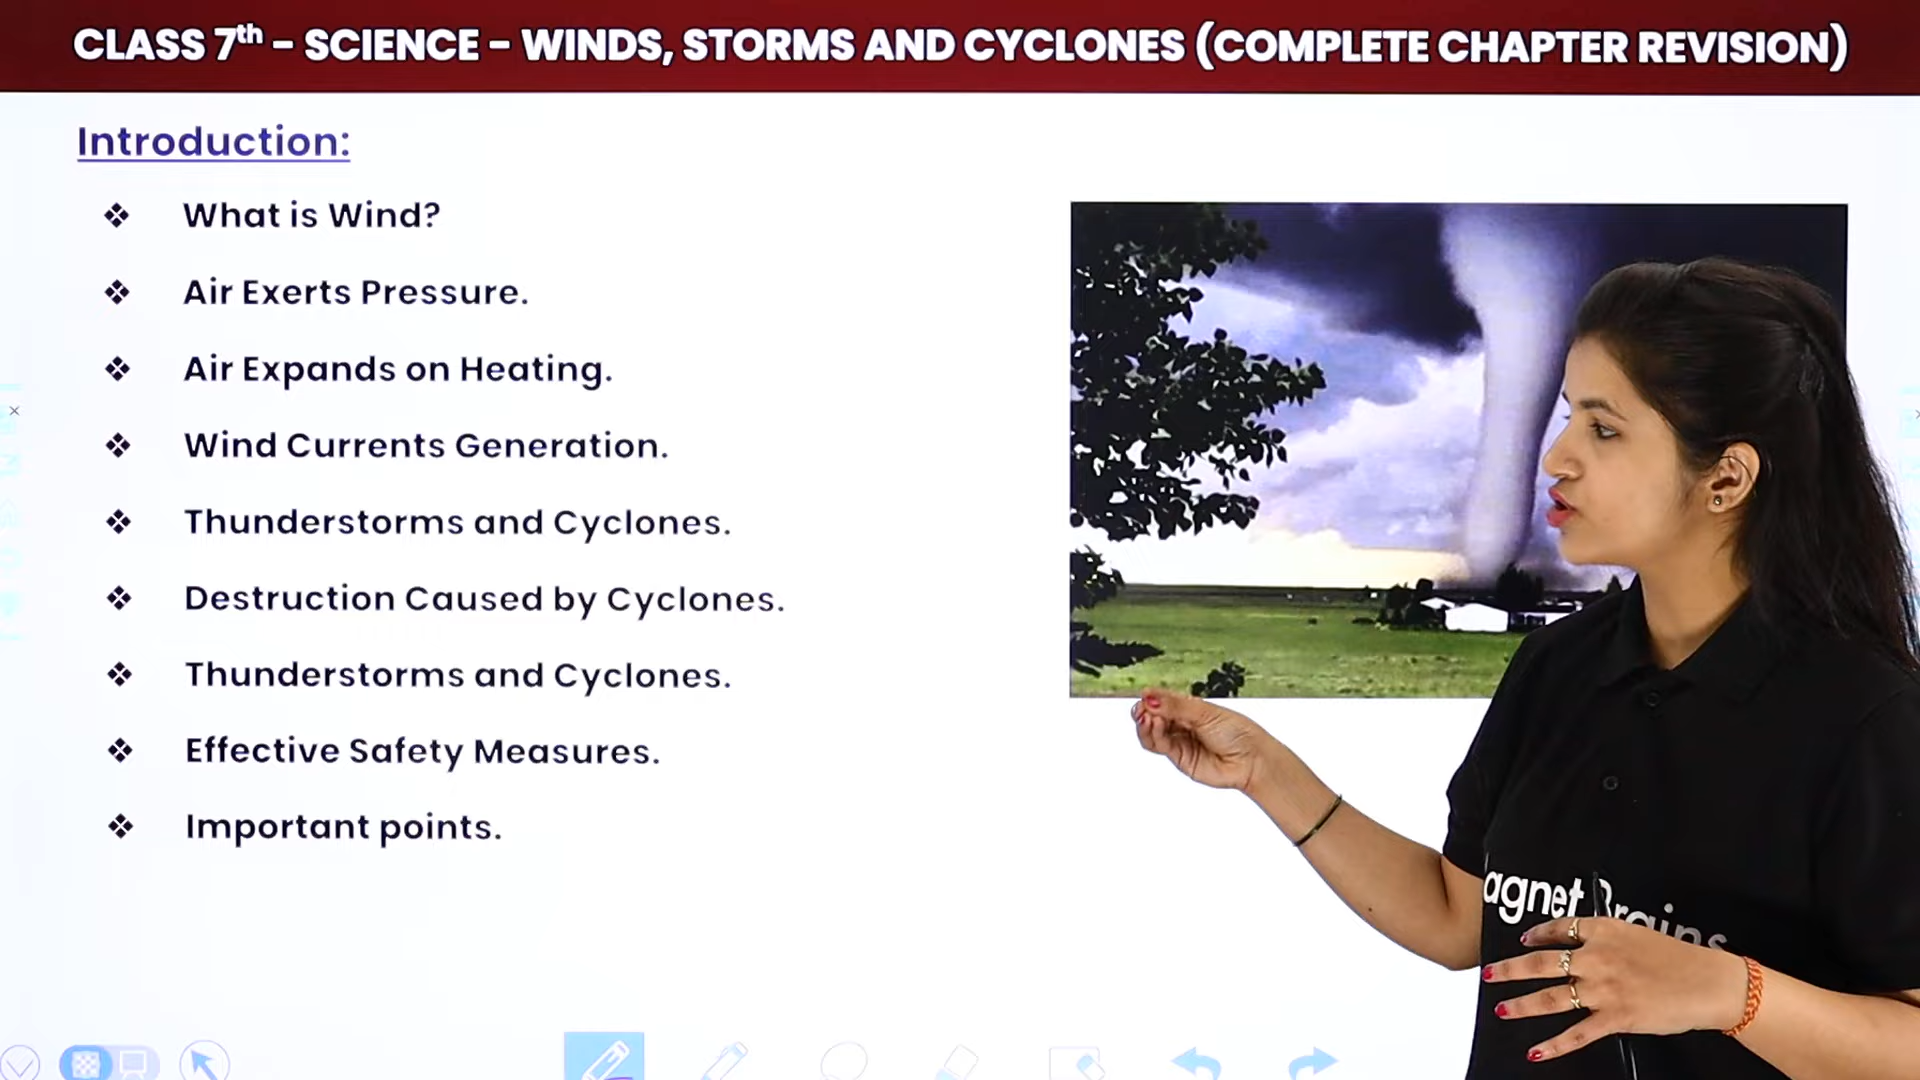 CLASS 7th – SCIENCE – WINDS, STORMS AND CYCLONES (COMPLETE CHAPTER REVISION)
Introduction:
❖ What is Wind?
❖ Air Exerts Pressure.
❖ Air Expands on Heating.
❖ Wind Currents Generation.
❖ Thunderstorms and Cyclones.
❖ Destruction Caused by Cyclones.
❖ Thunderstorms and Cyclones.
❖ Effective Safety Measures.
❖ Important points.
agnet Brains